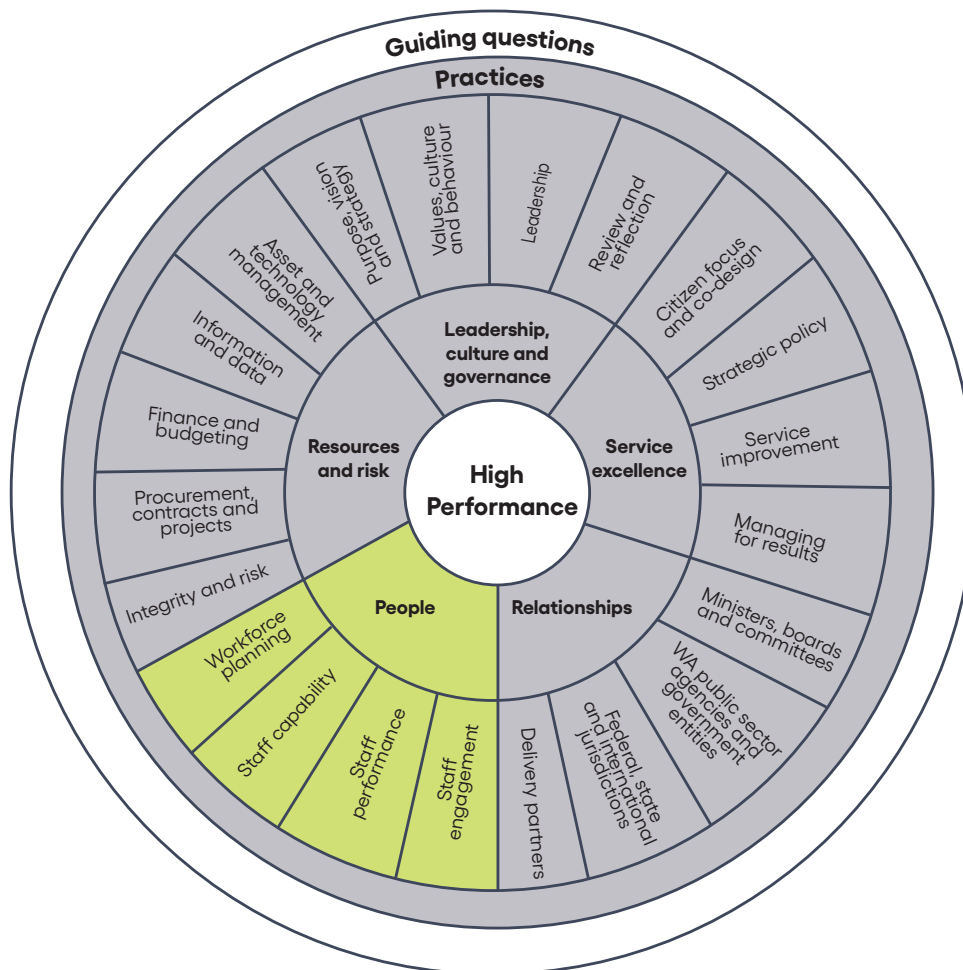 Guiding questions
Practices
Purpose, vision
and strategy
Values, culture
and behaviour
Leadership
Review and
reflection
Citizen focus
and co-design
Strategic policy
Service
improvement
Managing
for results
Ministers, boards
and committees
WA public sector
agencies and
government
entities
Federal, state
and international
jurisdictions
Delivery partners
Staff
engagement
Staff
performance
Staff capability
Workforce
planning
Integrity and risk
Procurement,
contracts and
projects
Finance and
budgeting
Information
and data
Asset and
technology
management
Leadership,
culture and
governance
Service
excellence
Relationships
People
Resources
and risk
High
Performance